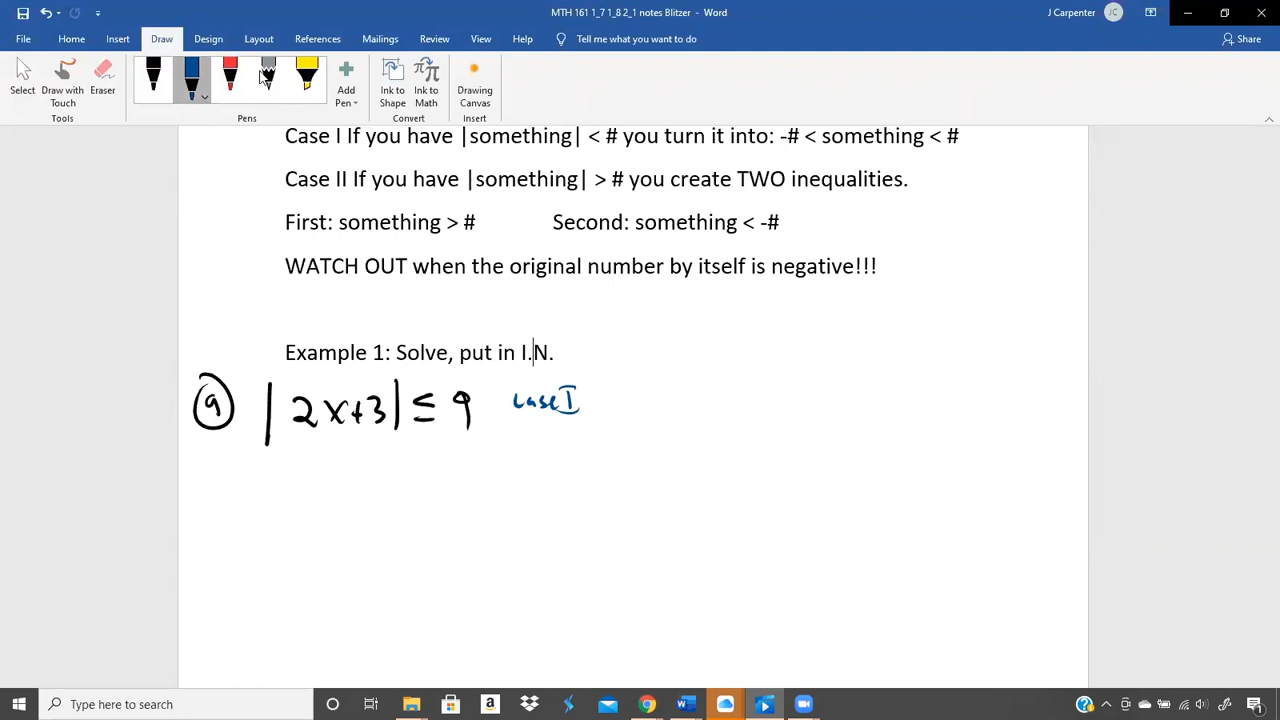 MTH 161 1_7 1_8 2_1 notes Blitzer - Word
J Carpenter JC
File Home Insert Draw Design Layout References Mailings Review View Help Tell me what you want to do Share
Select Draw with Touch Eraser Add Pen Ink to Shape Ink to Math Drawing Canvas
Tools Pens Convert Insert
Case I If you have |something| < # you turn it into: -# < something < #
Case II If you have |something| > # you create TWO inequalities.
First: something > # Second: something < -#
WATCH OUT when the original number by itself is negative!!!
Example 1: Solve, put in I.N.
ⓐ |2x+3| ≤ 9 case I
Type here to search